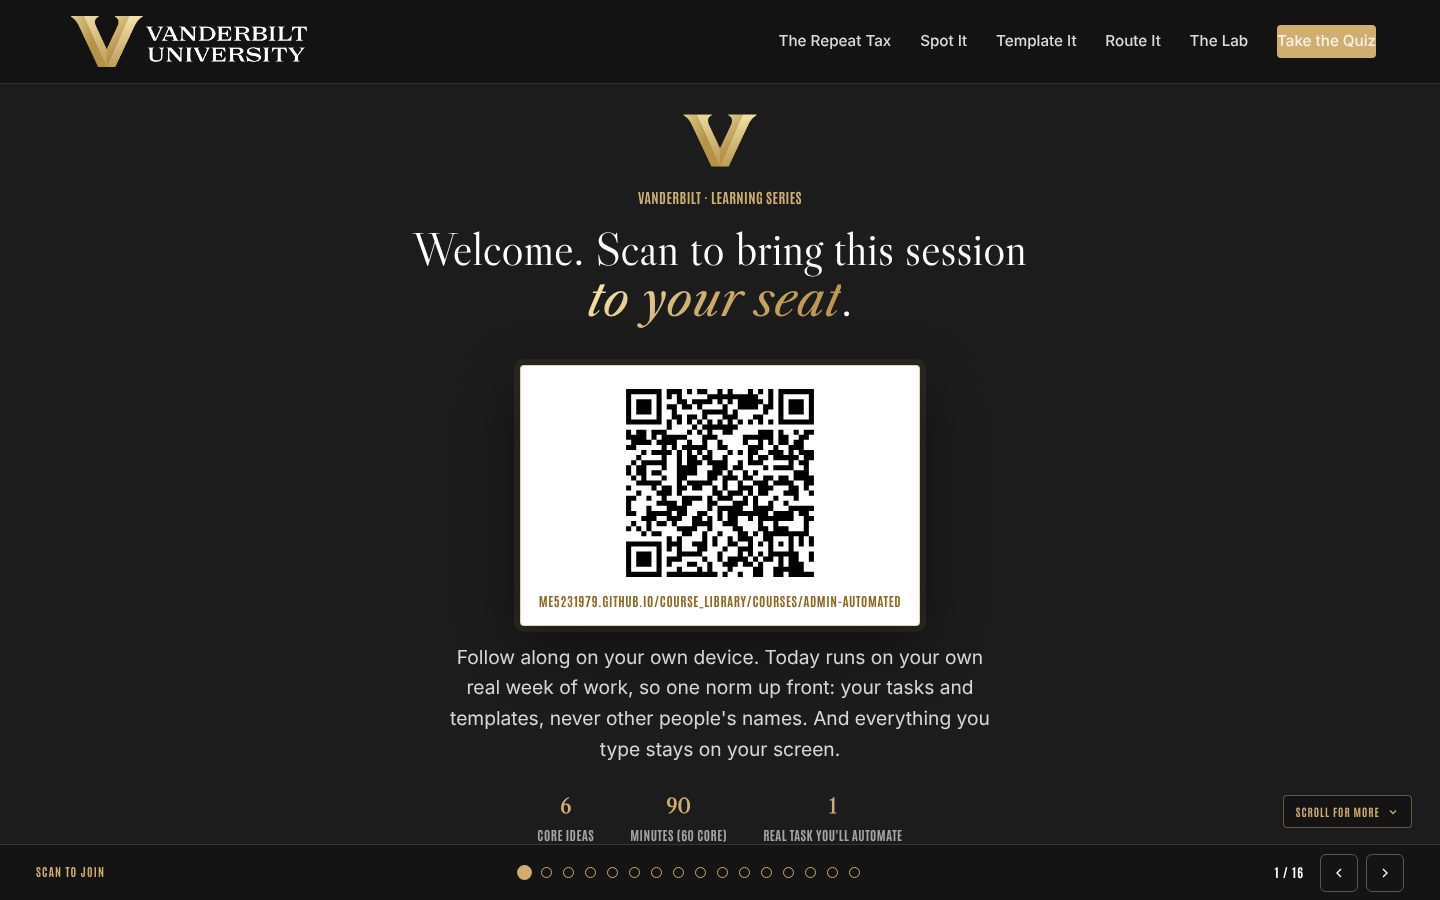 VANDERBILT
UNIVERSITY
The Repeat Tax
Spot It
Template It
Route It
The Lab
Take the Quiz
VANDERBILT · LEARNING SERIES
Welcome. Scan to bring this session
to your seat.
ME5231979.GITHUB.IO/COURSE_LIBRARY/COURSES/ADMIN-AUTOMATED
Follow along on your own device. Today runs on your own
real week of work, so one norm up front: your tasks and
templates, never other people's names. And everything you
type stays on your screen.
6
CORE IDEAS
90
MINUTES (60 CORE)
1
REAL TASK YOU'LL AUTOMATE
SCROLL FOR MORE
SCAN TO JOIN
1 / 16